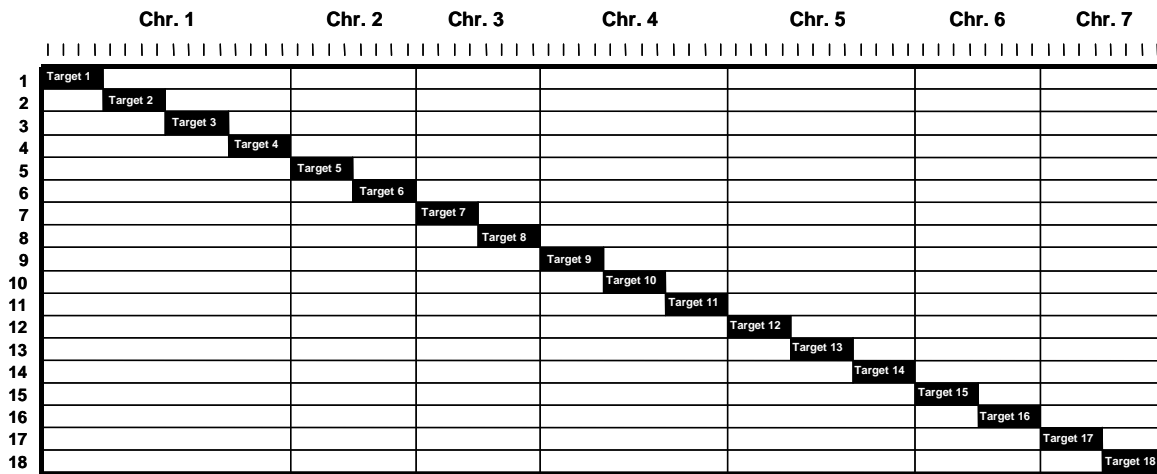 Chr. 1 Chr. 2 Chr. 3 Chr. 4 Chr. 5 Chr. 6 Chr. 7
1 Target 1
2 Target 2
3 Target 3
4 Target 4
5 Target 5
6 Target 6
7 Target 7
8 Target 8
9 Target 9
10 Target 10
11 Target 11
12 Target 12
13 Target 13
14 Target 14
15 Target 15
16 Target 16
17 Target 17
18 Target 18